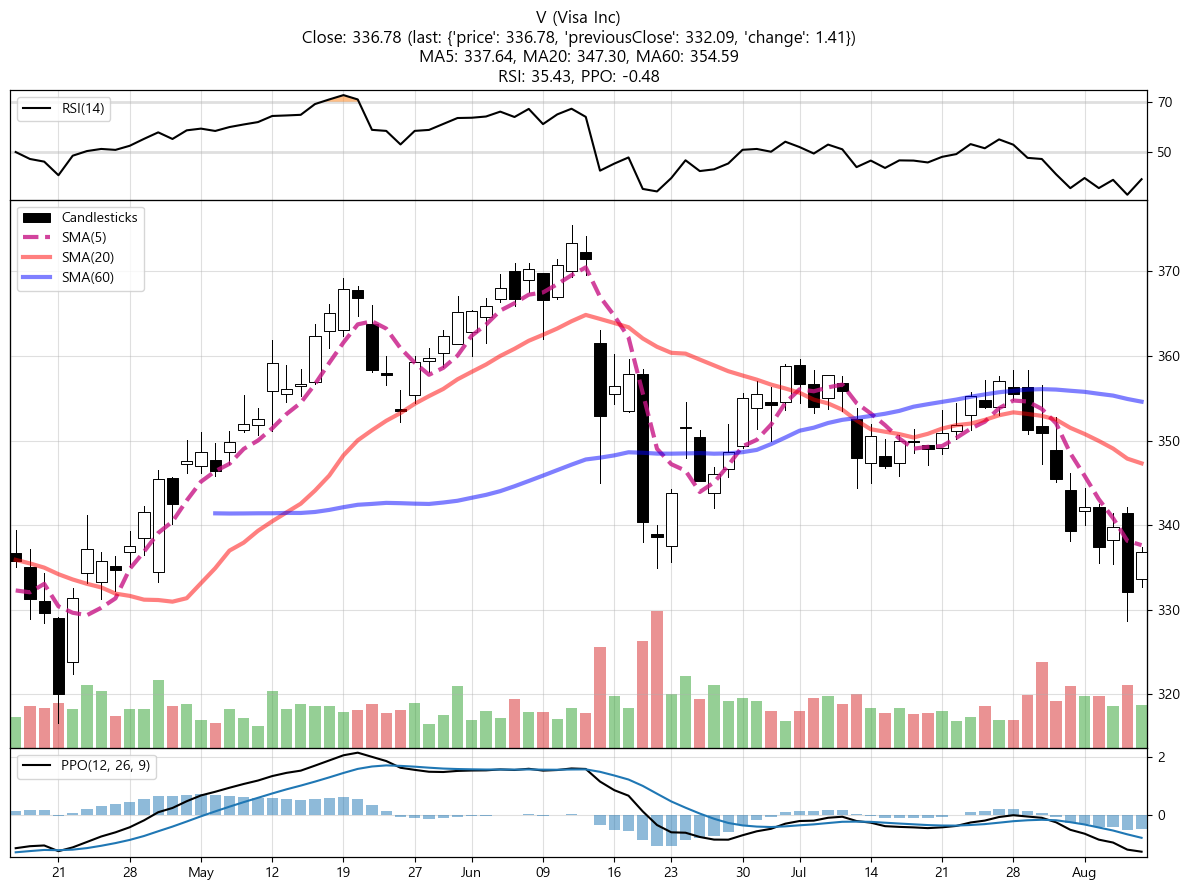 V (Visa Inc)
Close: 336.78 (last: {'price': 336.78, 'previousClose': 332.09, 'change': 1.41})
MA5: 337.64, MA20: 347.30, MA60: 354.59
RSI: 35.43, PPO: -0.48
RSI(14)
70
50
Candlesticks
SMA(5)
SMA(20)
SMA(60)
370
360
350
340
330
320
PPO(12, 26, 9)
2
0
21 28 May 12 19 27 Jun 09 16 23 30 Jul 14 21 28 Aug